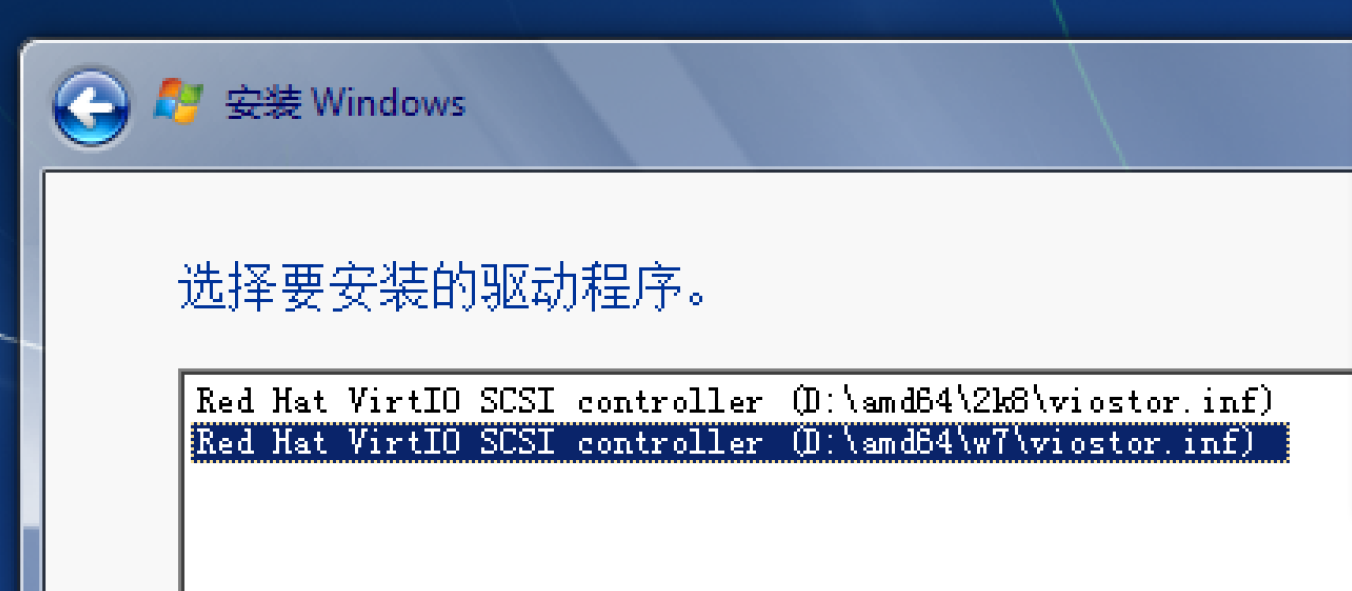 安装 Windows
选择要安装的驱动程序。
Red Hat VirtIO SCSI controller (D:\amd64\2k8\viostor.inf)
Red Hat VirtIO SCSI controller (D:\amd64\w7\viostor.inf)